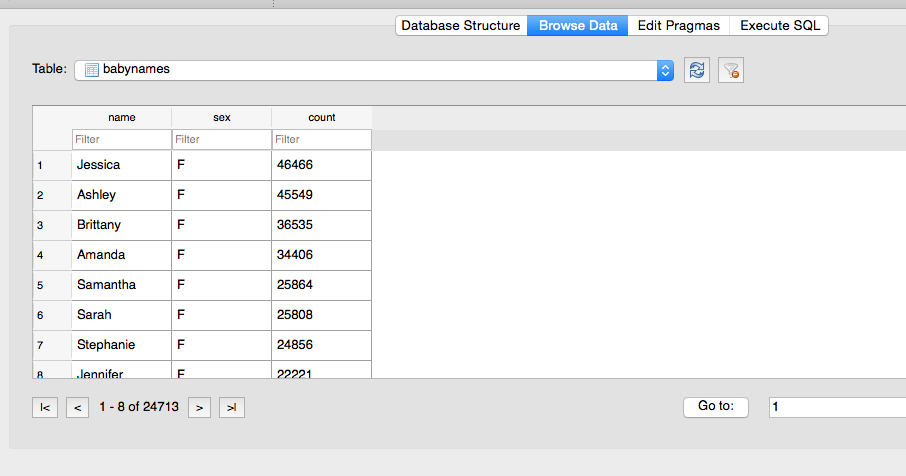 Database Structure Browse Data Edit Pragmas Execute SQL
Table: babynames
name sex count
Filter Filter Filter
1 Jessica F 46466
2 Ashley F 45549
3 Brittany F 36535
4 Amanda F 34406
5 Samantha F 25864
6 Sarah F 25808
7 Stephanie F 24856
8 Jennifer F 22221
|< < 1 - 8 of 24713 > >| Go to: 1